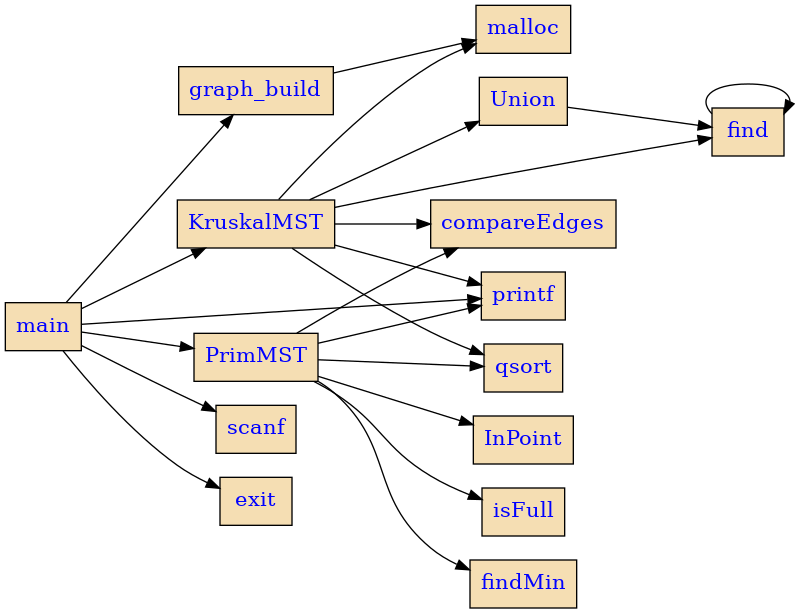 malloc
graph_build
Union
find
KruskalMST
compareEdges
printf
main
PrimMST
qsort
scanf
InPoint
exit
isFull
findMin